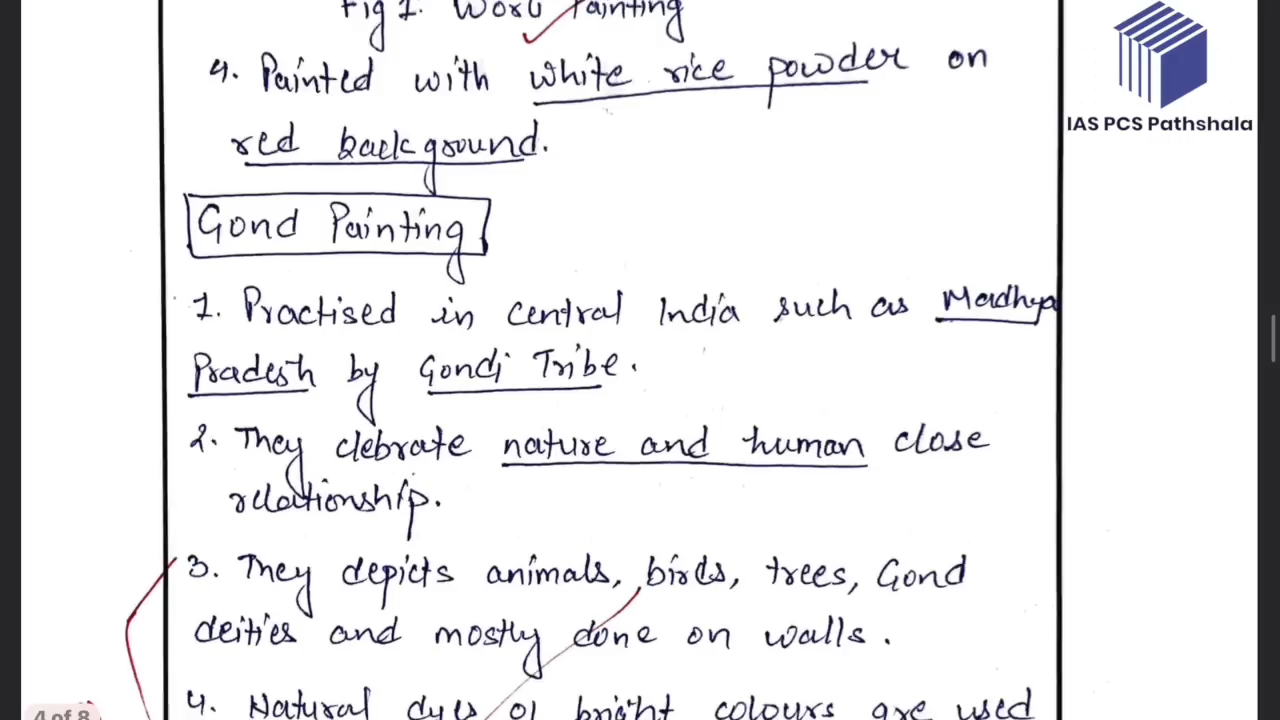 Fig 1. Worli Painting
4. Painted with white rice powder on
red background.
IAS PCS Pathshala
Gond Painting
1. Practised in central India such as Madhya
Pradesh by Gondi Tribe.
2. They clebrate nature and human close
relationship.
3. They depicts animals, birds, trees, Gond
deities and mostly done on walls.
4. Natural dyes of bright colours are used
4 of 8